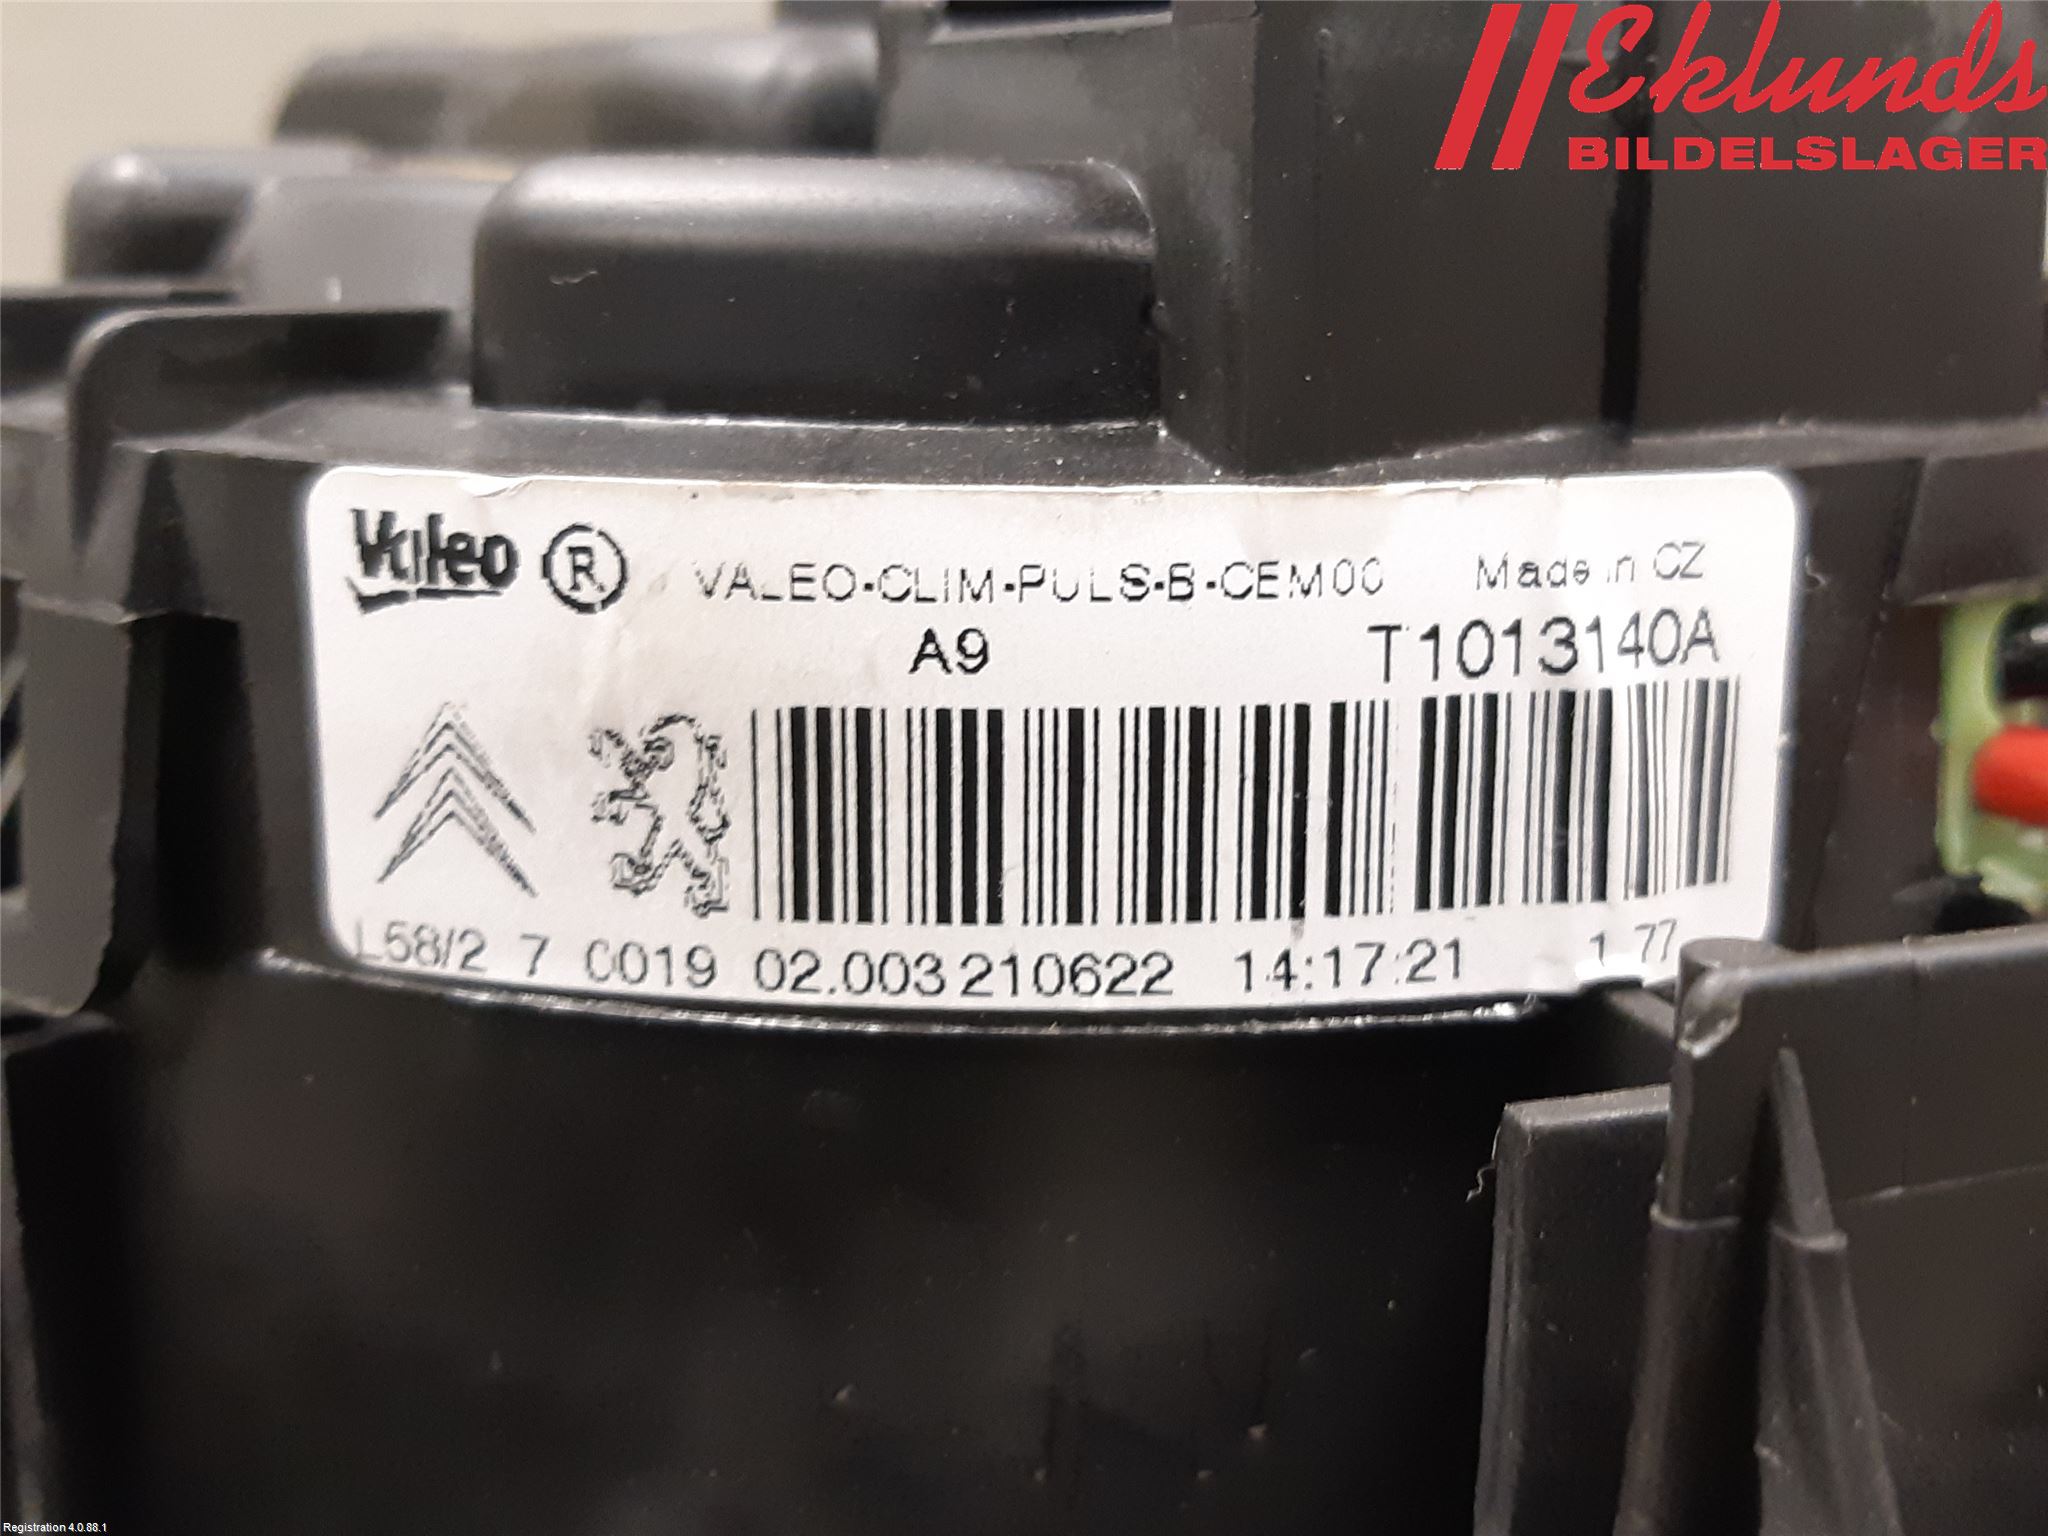 Eklunds
BILDELSLAGER
Valeo ® VALEO-CLIM-PULS-B-CEM00 Made in CZ
A9 T1013140A
L58/2 7 0019 02.003 210622 14:17:21 1 77
Registration 4.0.88.1